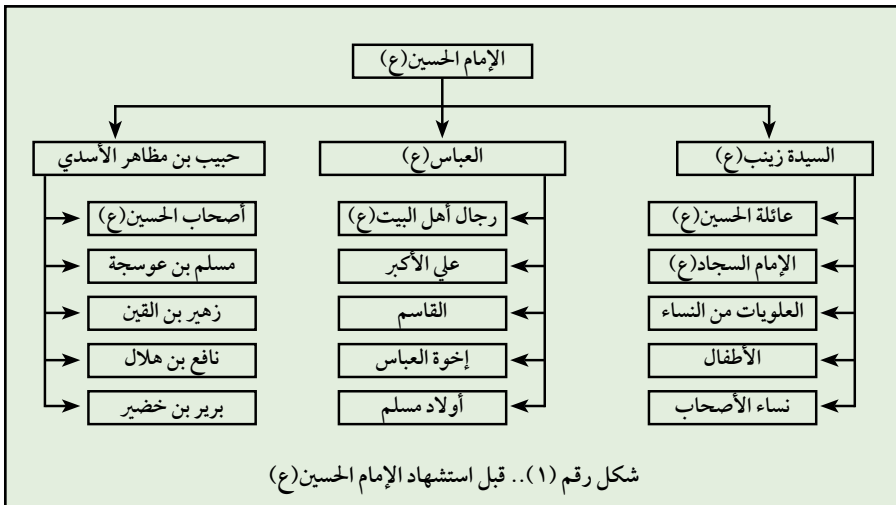 الإمام الحسين(ع)
السيدة زينب(ع)
العباس(ع)
حبيب بن مظاهر الأسدي
عائلة الحسين(ع)
رجال أهل البيت(ع)
أصحاب الحسين(ع)
الإمام السجاد(ع)
علي الأكبر
مسلم بن عوسجة
العلويات من النساء
القاسم
زهير بن القين
الأطفال
إخوة العباس
نافع بن هلال
نساء الأصحاب
أولاد مسلم
برير بن خضير
شكل رقم (١).. قبل استشهاد الإمام الحسين(ع)